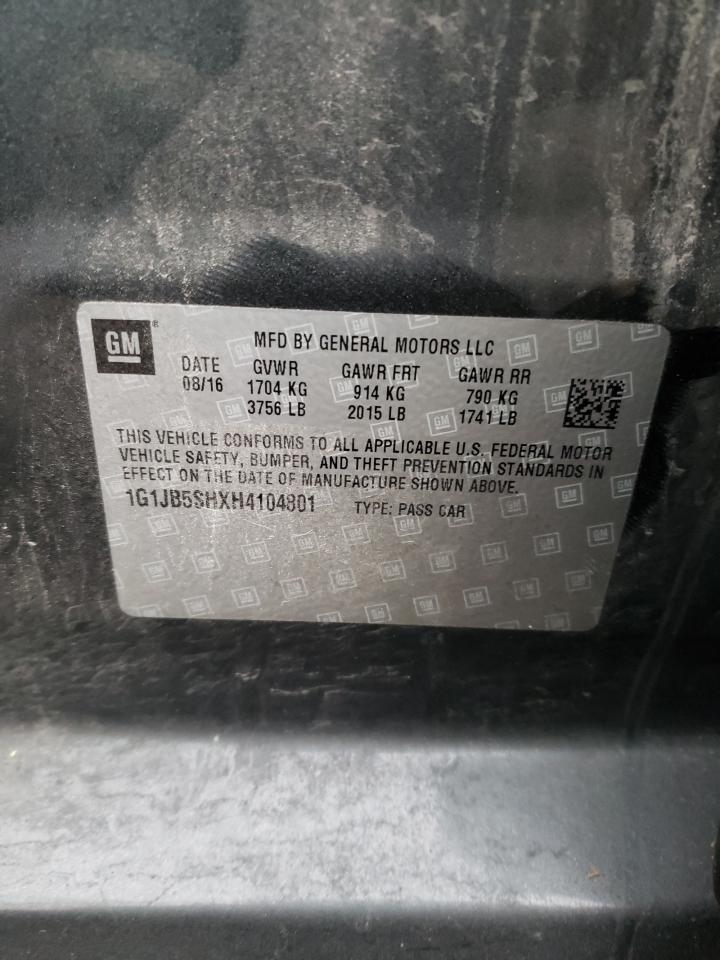 GM
MFD BY GENERAL MOTORS LLC
DATE GVWR GAWR FRT GAWR RR
08/16 1704 KG 914 KG 790 KG
3756 LB 2015 LB 1741 LB
THIS VEHICLE CONFORMS TO ALL APPLICABLE U.S. FEDERAL MOTOR
VEHICLE SAFETY, BUMPER, AND THEFT PREVENTION STANDARDS IN
EFFECT ON THE DATE OF MANUFACTURE SHOWN ABOVE.
1G1JB5SHXH4104801 TYPE: PASS CAR